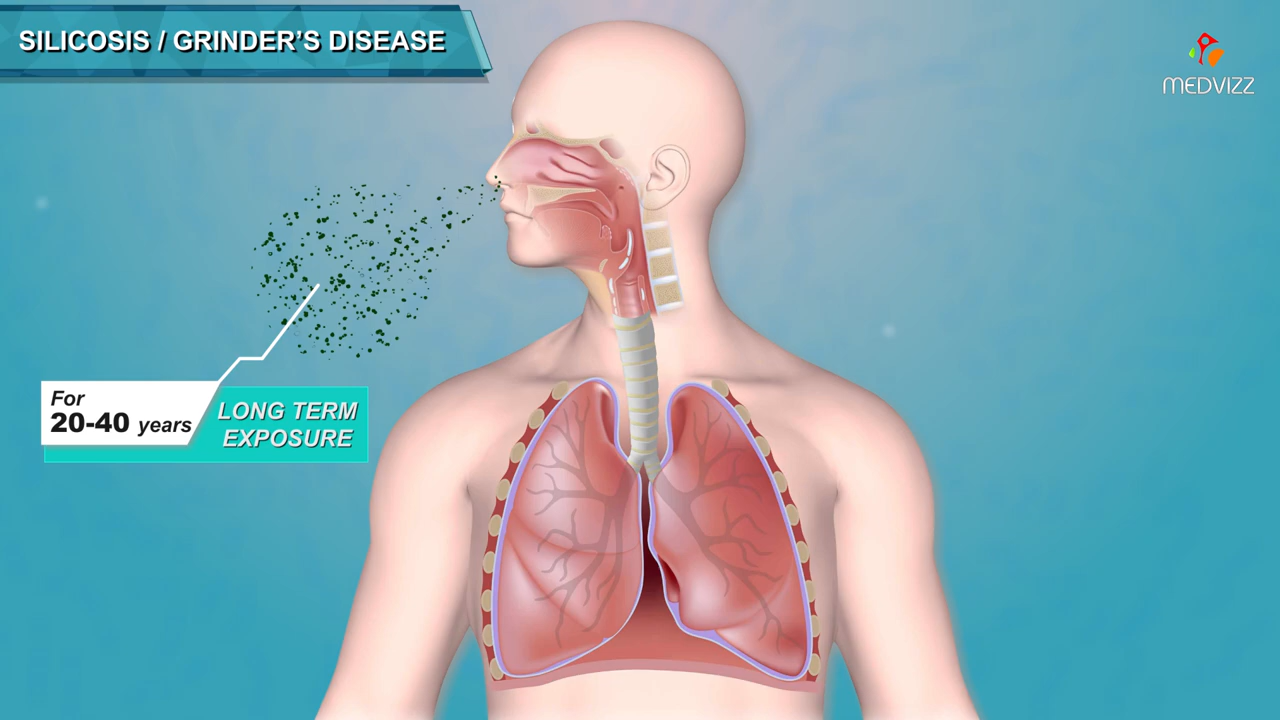 SILICOSIS / GRINDER'S DISEASE
MEDVIZZ
For
20-40 years
LONG TERM
EXPOSURE